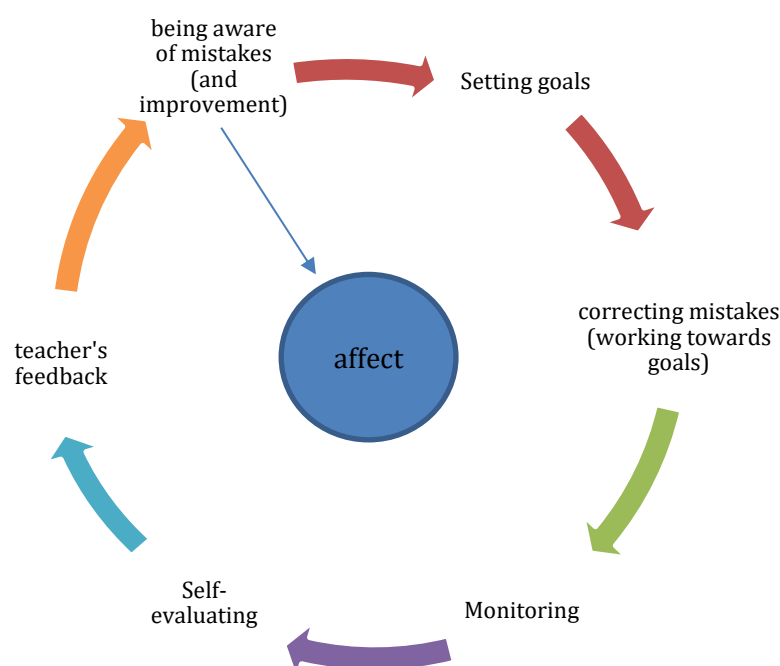 being aware
of mistakes
(and
improvement)
Setting goals
correcting mistakes
(working towards
goals)
Monitoring
Self-
evaluating
teacher's
feedback
affect